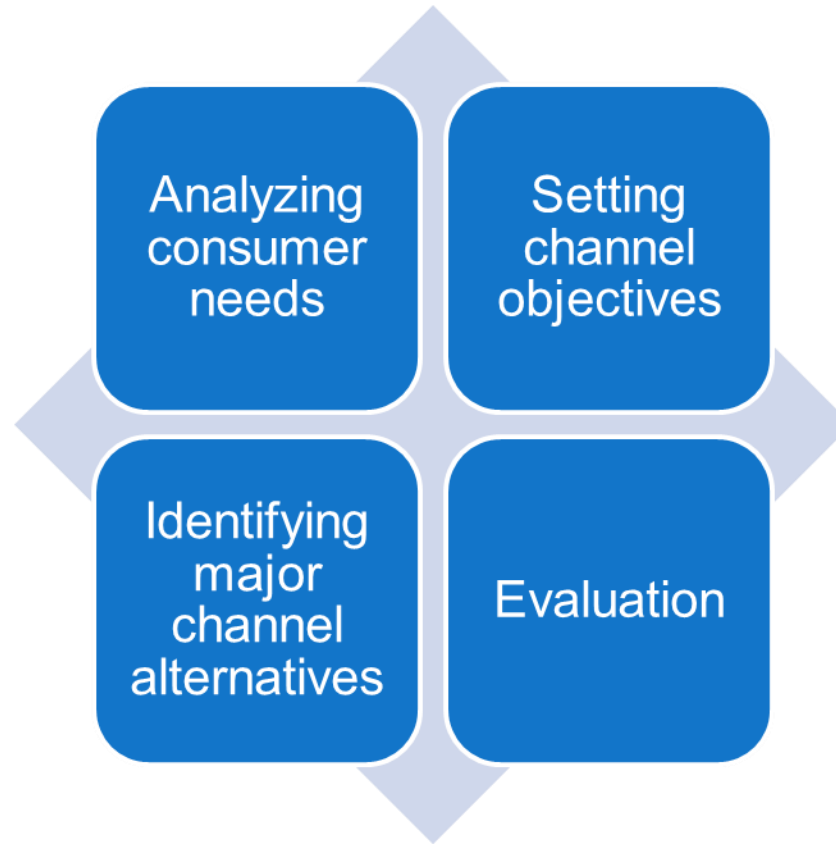 Analyzing
consumer
needs
Setting
channel
objectives
Identifying
major
channel
alternatives
Evaluation